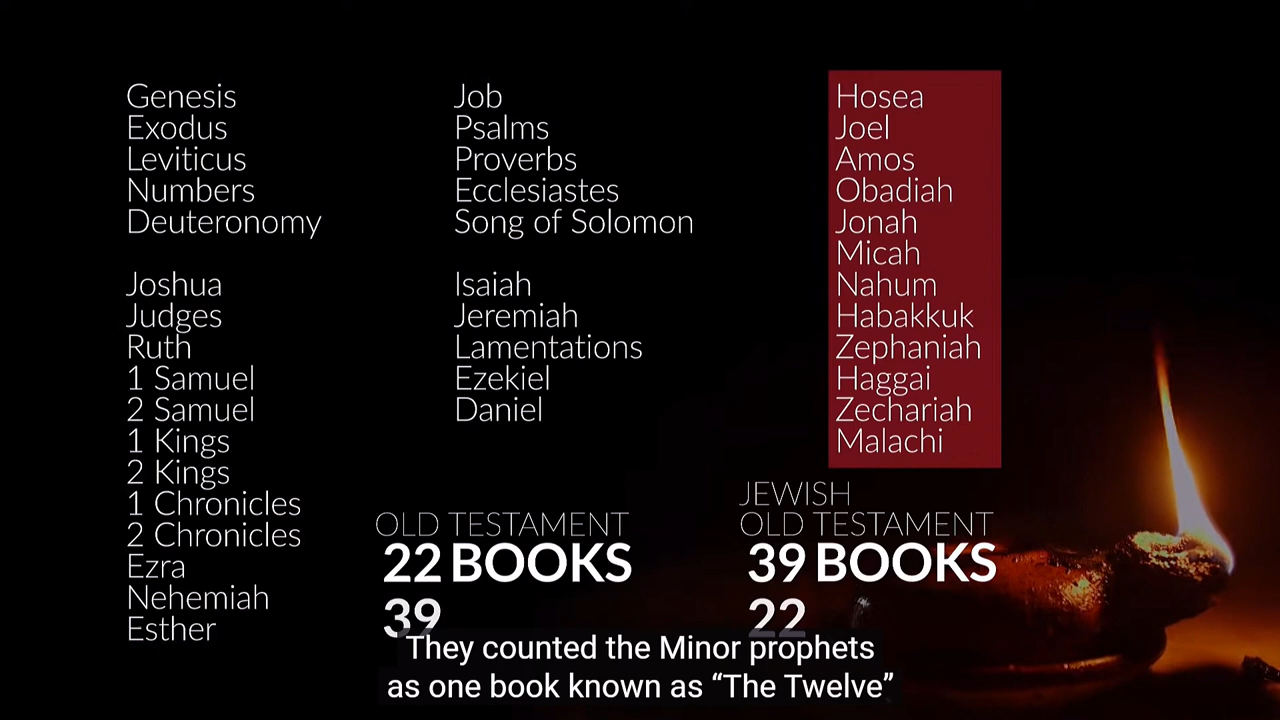 Genesis
Exodus
Leviticus
Numbers
Deuteronomy
Joshua
Judges
Ruth
1 Samuel
2 Samuel
1 Kings
2 Kings
1 Chronicles
2 Chronicles
Ezra
Nehemiah
Esther
Job
Psalms
Proverbs
Ecclesiastes
Song of Solomon
Isaiah
Jeremiah
Lamentations
Ezekiel
Daniel
Hosea
Joel
Amos
Obadiah
Jonah
Micah
Nahum
Habakkuk
Zephaniah
Haggai
Zechariah
Malachi
OLD TESTAMENT
22 BOOKS
39
JEWISH
OLD TESTAMENT
39 BOOKS
22
They counted the Minor prophets
as one book known as “The Twelve”